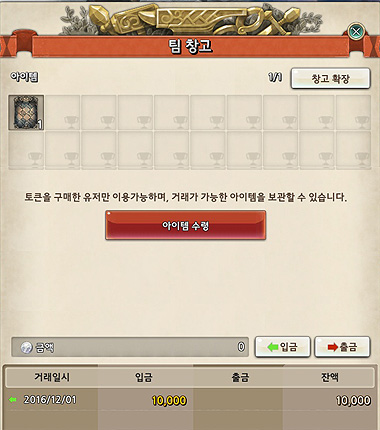 팀 창고
아이템 1/1 창고 확장
1
토큰을 구매한 유저만 이용가능하며, 거래가 가능한 아이템을 보관할 수 있습니다.
아이템 수령
금액 0 입금 출금
거래일시 입금 출금 잔액
2016/12/01 10,000 10,000